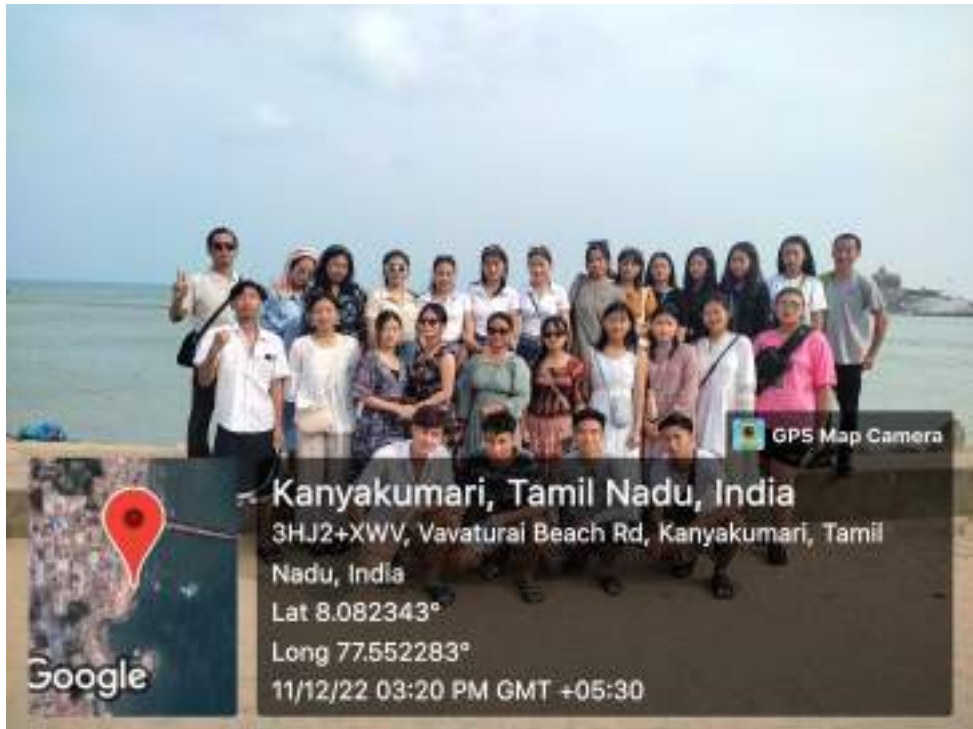 GPS Map Camera
Kanyakumari, Tamil Nadu, India
3HJ2+XWV, Vavaturai Beach Rd, Kanyakumari, Tamil
Nadu, India
Lat 8.082343°
Long 77.552283°
11/12/22 03:20 PM GMT +05:30
Google